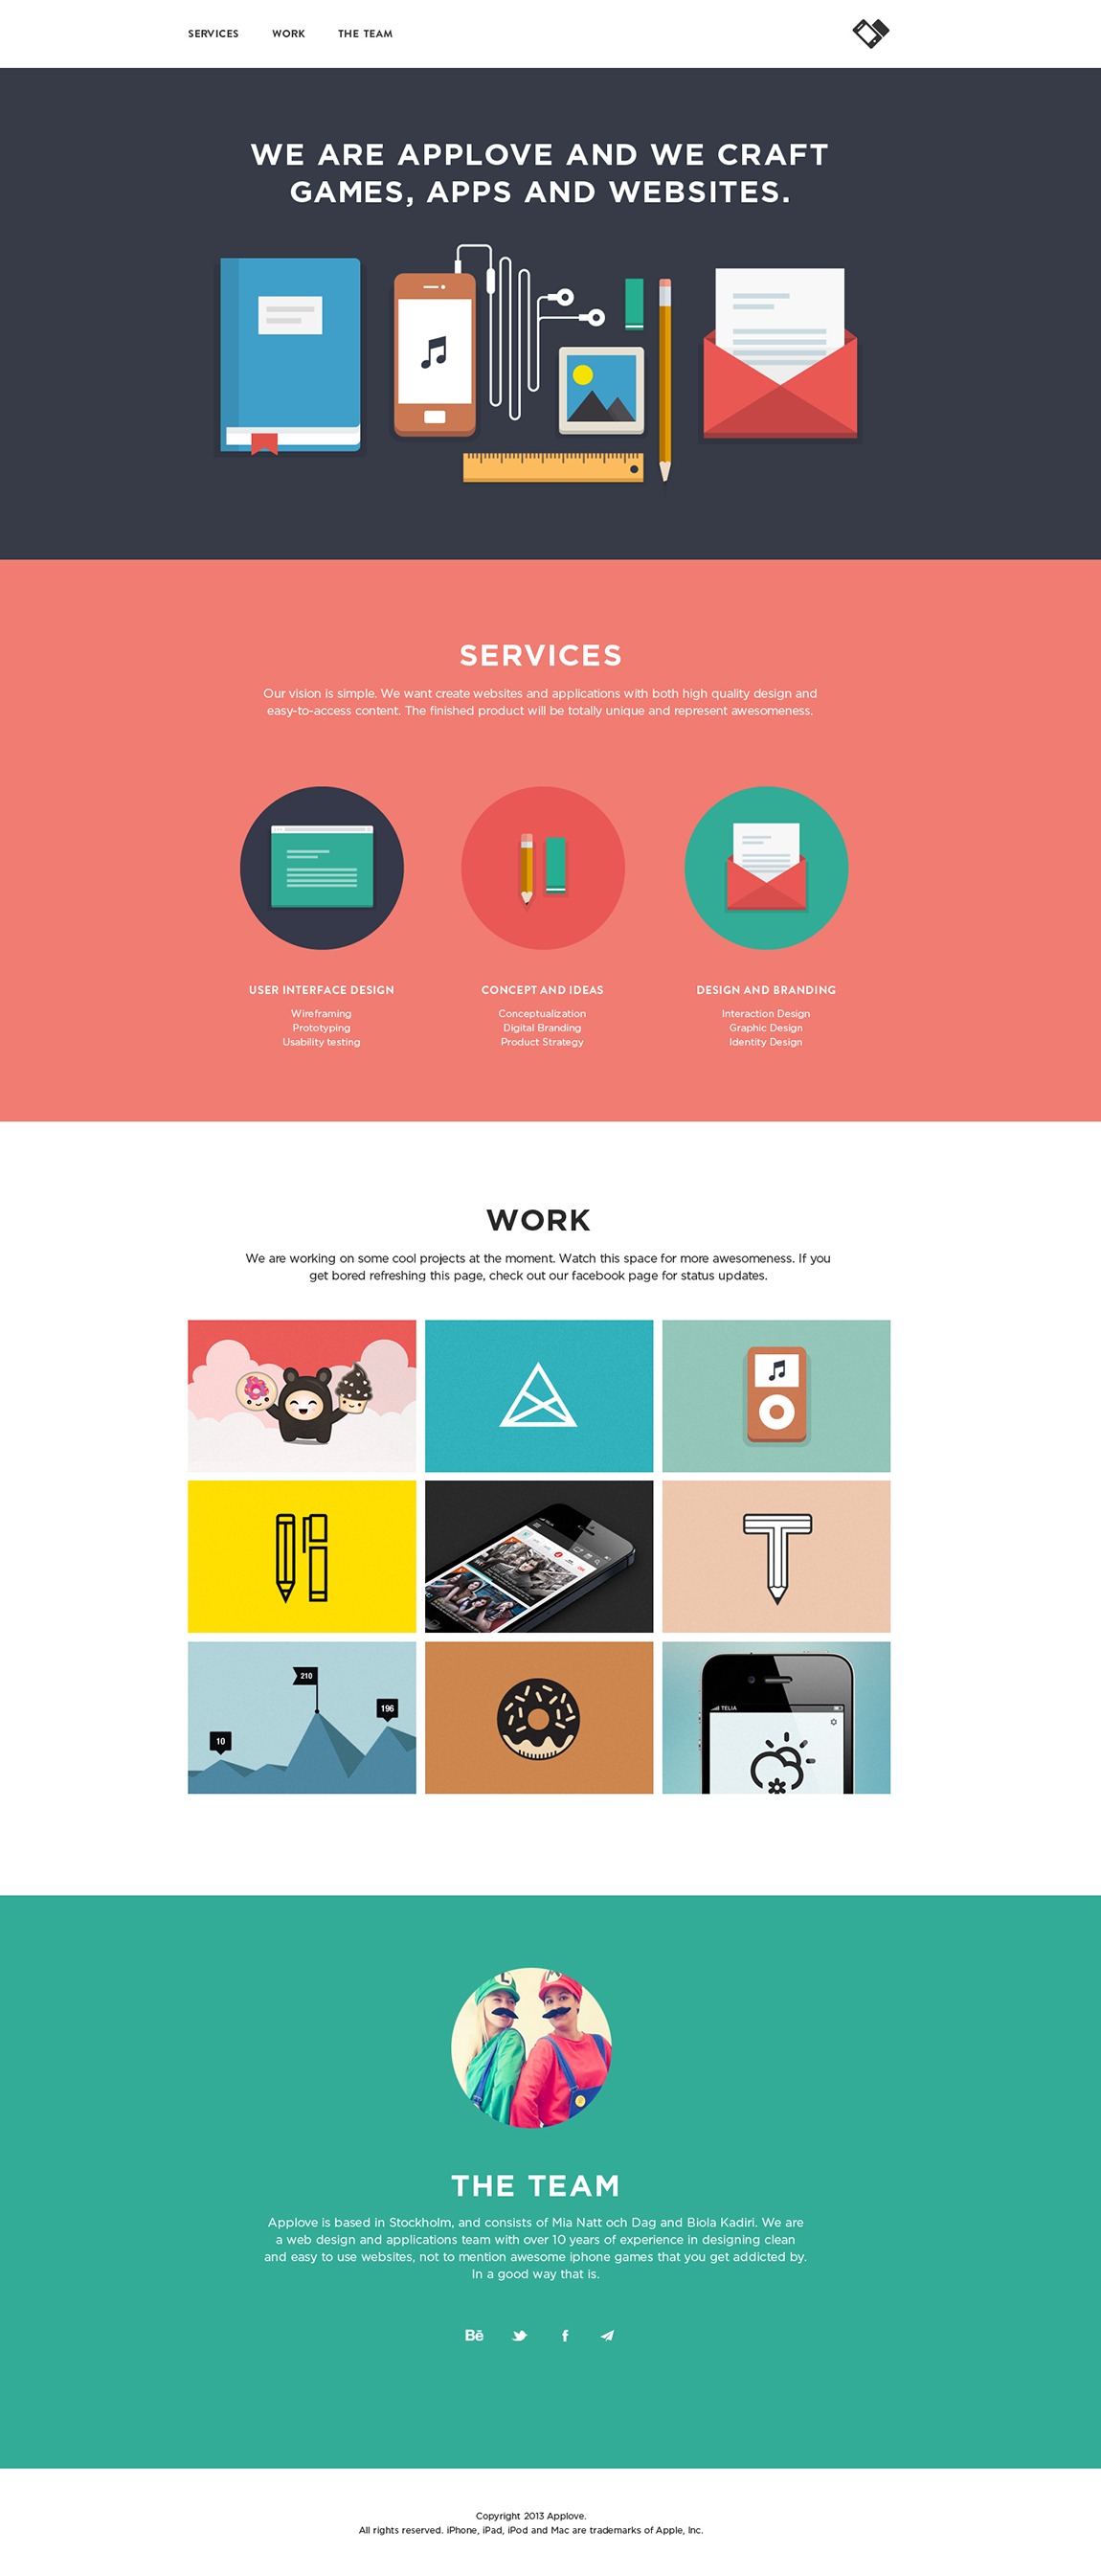 SERVICES WORK THE TEAM
WE ARE APPLOVE AND WE CRAFT
GAMES, APPS AND WEBSITES.
SERVICES
Our vision is simple. We want create websites and applications with both high quality design and
easy-to-access content. The finished product will be totally unique and represent awesomeness.
USER INTERFACE DESIGN
Wireframing
Prototyping
Usability testing
CONCEPT AND IDEAS
Conceptualization
Digital Branding
Product Strategy
DESIGN AND BRANDING
Interaction Design
Graphic Design
Identity Design
WORK
We are working on some cool projects at the moment. Watch this space for more awesomeness. If you
get bored refreshing this page, check out our facebook page for status updates.
210
196
10
TELIA
L M
THE TEAM
Applove is based in Stockholm, and consists of Mia Natt och Dag and Biola Kadiri. We are
a web design and applications team with over 10 years of experience in designing clean
and easy to use websites, not to mention awesome iphone games that you get addicted by.
In a good way that is.
Bē f
Copyright 2013 Applove.
All rights reserved. iPhone, iPad, iPod and Mac are trademarks of Apple, Inc.